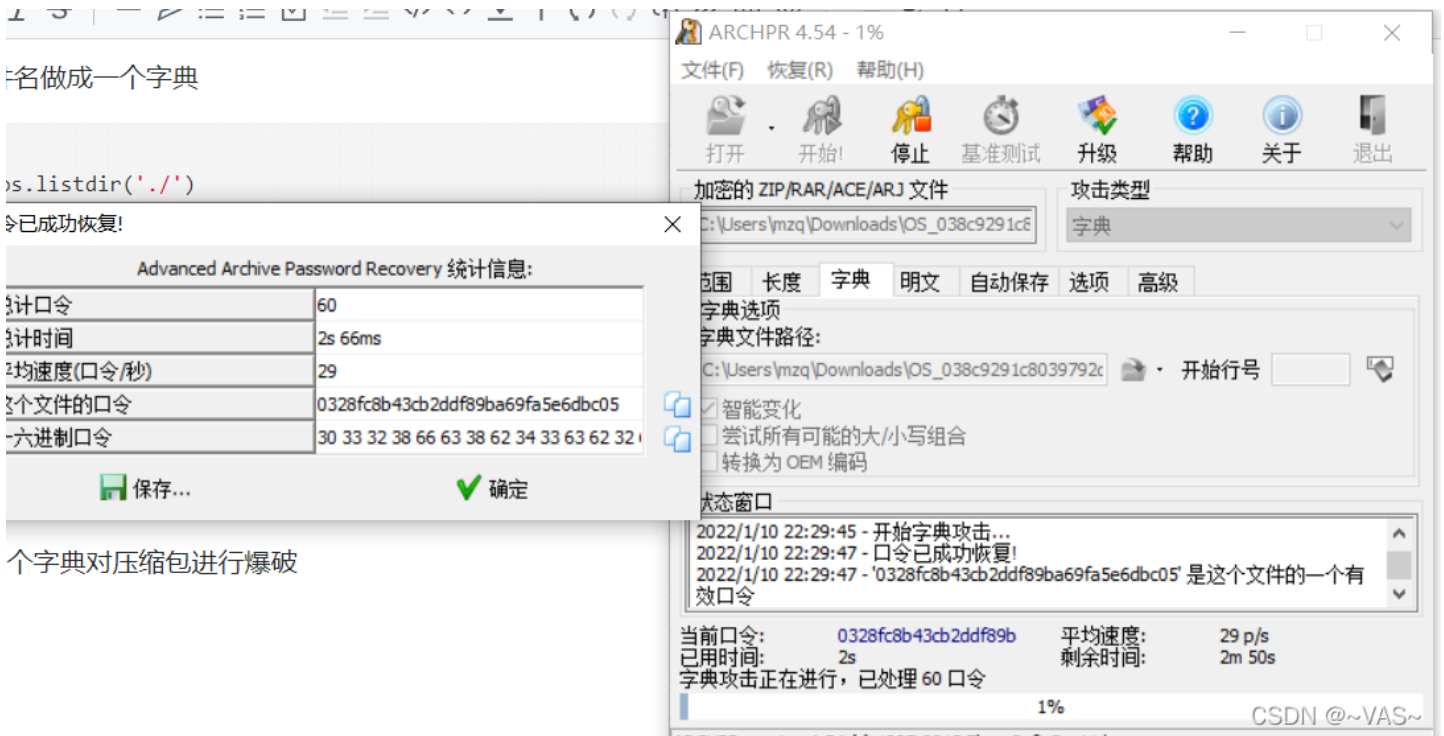 ARCHPR 4.54 - 1%
文件(F) 恢复(R) 帮助(H)
打开 开始! 停止 基准测试 升级 帮助 关于 退出
名做成一个字典
os.listdir('./')
加密的 ZIP/RAR/ACE/ARJ 文件 攻击类型
C:\Users\mzq\Downloads\OS_038c9291c8 字典
令已成功恢复!
Advanced Archive Password Recovery 统计信息:
总计口令 60
总计时间 2s 66ms
平均速度(口令/秒) 29
这个文件的口令 0328fc8b43cb2ddf89ba69fa5e6dbc05
十六进制口令 30 33 32 38 66 63 38 62 34 33 63 62 32
保存... 确定
范围 长度 字典 明文 自动保存 选项 高级
字典选项
字典文件路径:
C:\Users\mzq\Downloads\OS_038c9291c8039792c 开始行号
智能变化
尝试所有可能的大/小写组合
转换为 OEM 编码
状态窗口
2022/1/10 22:29:45 - 开始字典攻击...
2022/1/10 22:29:47 - 口令已成功恢复!
2022/1/10 22:29:47 - '0328fc8b43cb2ddf89ba69fa5e6dbc05' 是这个文件的一个有
效口令
个字典对压缩包进行爆破
当前口令: 0328fc8b43cb2ddf89b 平均速度: 29 p/s
已用时间: 2s 剩余时间: 2m 50s
字典攻击正在进行，已处理 60 口令
1%
CSDN @~VAS~